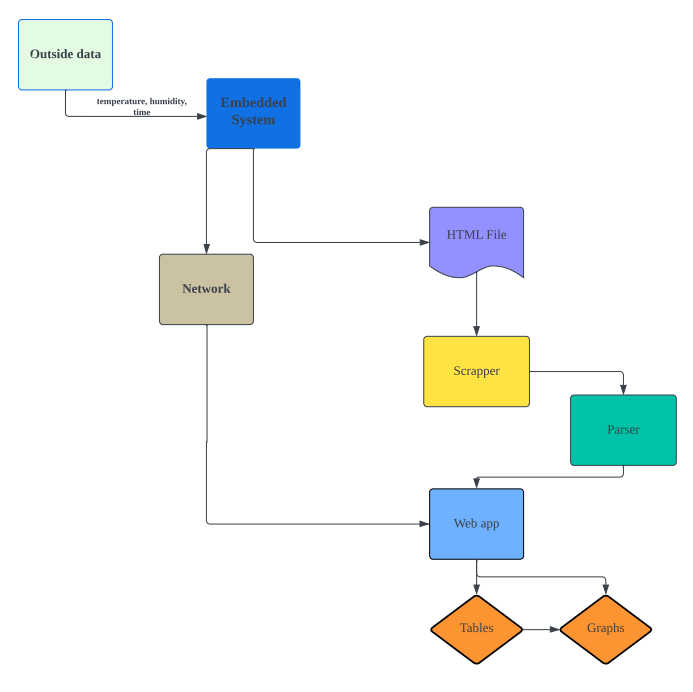 Outside data
temperature, humidity,
time
Embedded
System
HTML File
Network
Scrapper
Parser
Web app
Tables
Graphs